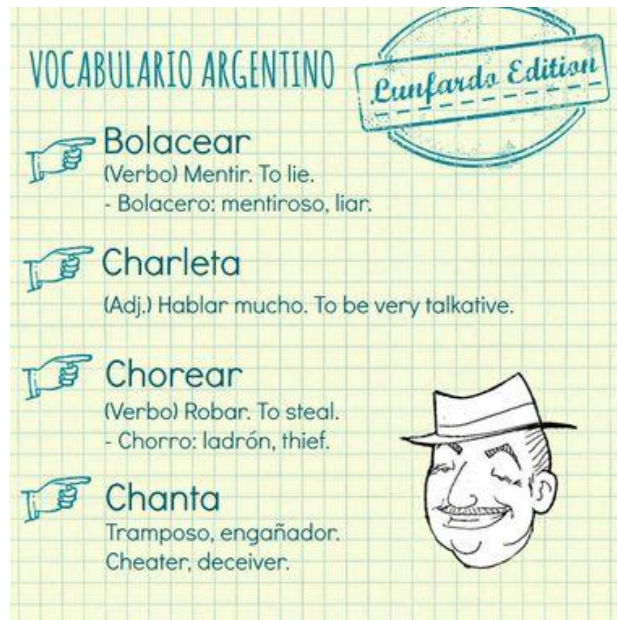 VOCABULARIO ARGENTINO
Lunfardo Edition
Bolacear
(Verbo) Mentir. To lie.
- Bolacero: mentiroso, liar.
Charleta
(Adj.) Hablar mucho. To be very talkative.
Chorear
(Verbo) Robar. To steal.
- Chorro: ladrón, thief.
Chanta
Tramposo, engañador.
Cheater, deceiver.